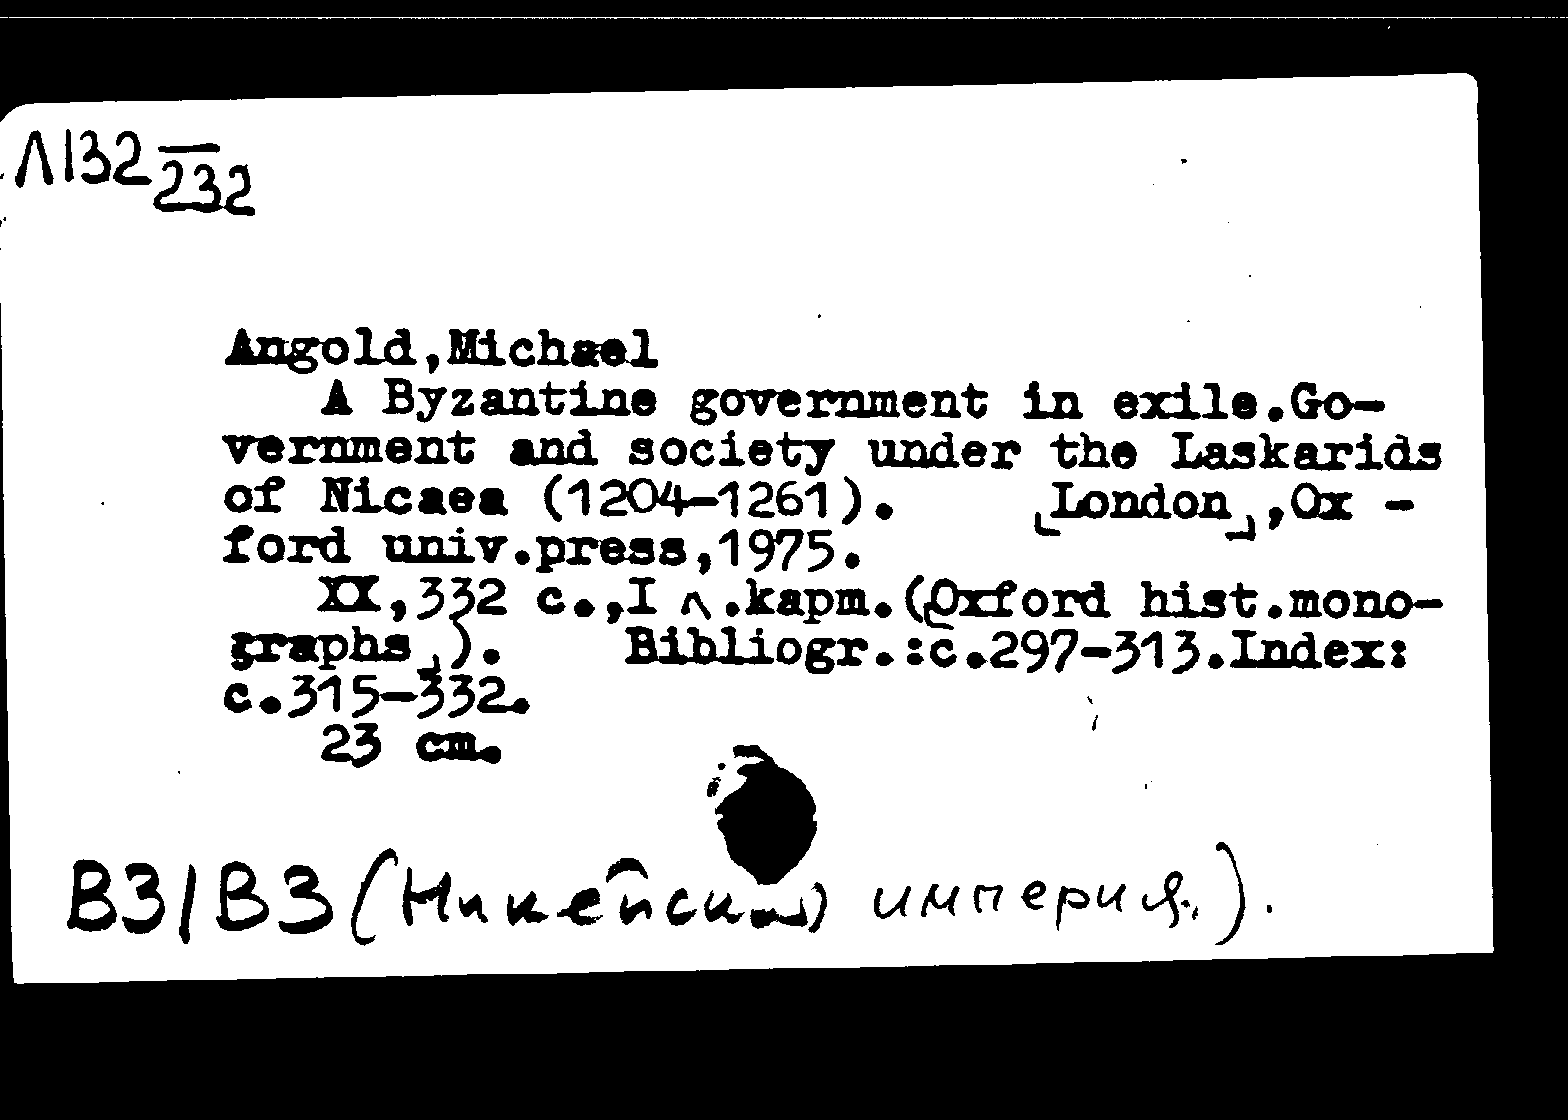 Л132 232
Angold,Michael
A Byzantine government in exile.Go-
vernment and society under the Laskarids
of Nicaea (1204-1261). [London],Ox -
ford univ.press,1975.
XX,332 c.,I л.карт.([Oxford hist.mono-
graphs]). Bibliogr.:c.297-313.Index:
c.315-332.
23 cm.
В31В3 (Никейская империя).